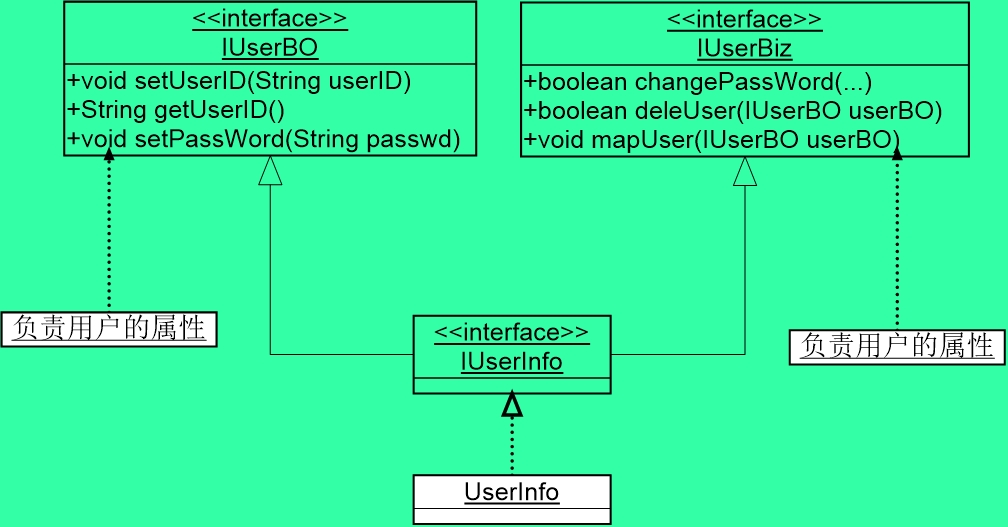 <<interface>>
IUserBO
+void setUserID(String userID)
+String getUserID()
+void setPassWord(String passwd)
<<interface>>
IUserBiz
+boolean changePassWord(...)
+boolean deleUser(IUserBO userBO)
+void mapUser(IUserBO userBO)
负责用户的属性
<<interface>>
IUserInfo
负责用户的属性
UserInfo